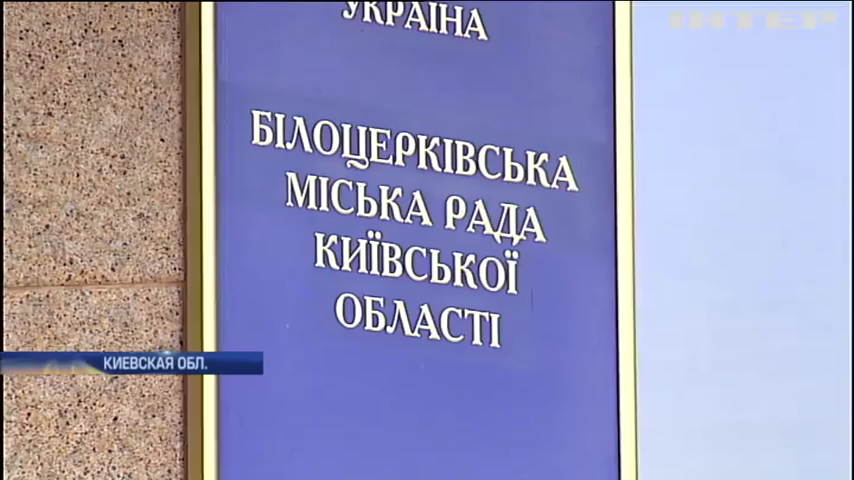 ІНТЕР
УКРАЇНА
БІЛОЦЕРКІВСЬКА
МІСЬКА РАДА
КИЇВСЬКОЇ
ОБЛАСТІ
КИЕВСКАЯ ОБЛ.